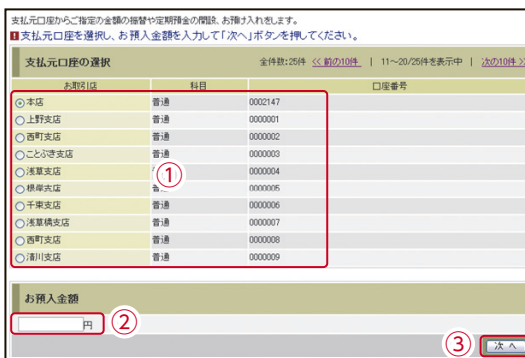 支払元口座からご指定の金額の振替や定期預金の開設、お預け入れをします。
支払元口座を選択し、お預入金額を入力して「次へ」ボタンを押してください。
支払元口座の選択 全件数:25件 <<前の10件 | 11～20/25件を表示中 | 次の10件>>
お取引店 科目 口座番号
本店 普通 0002147
上野支店 普通 0000001
西町支店 普通 0000002
ことぶき支店 普通 0000003
浅草支店 0000004
①
根岸支店 普通 0000005
千束支店 普通 0000006
浅草橋支店 普通 0000007
西町支店 普通 0000008
清川支店 普通 0000009
お預入金額
円 ②
③ 次へ